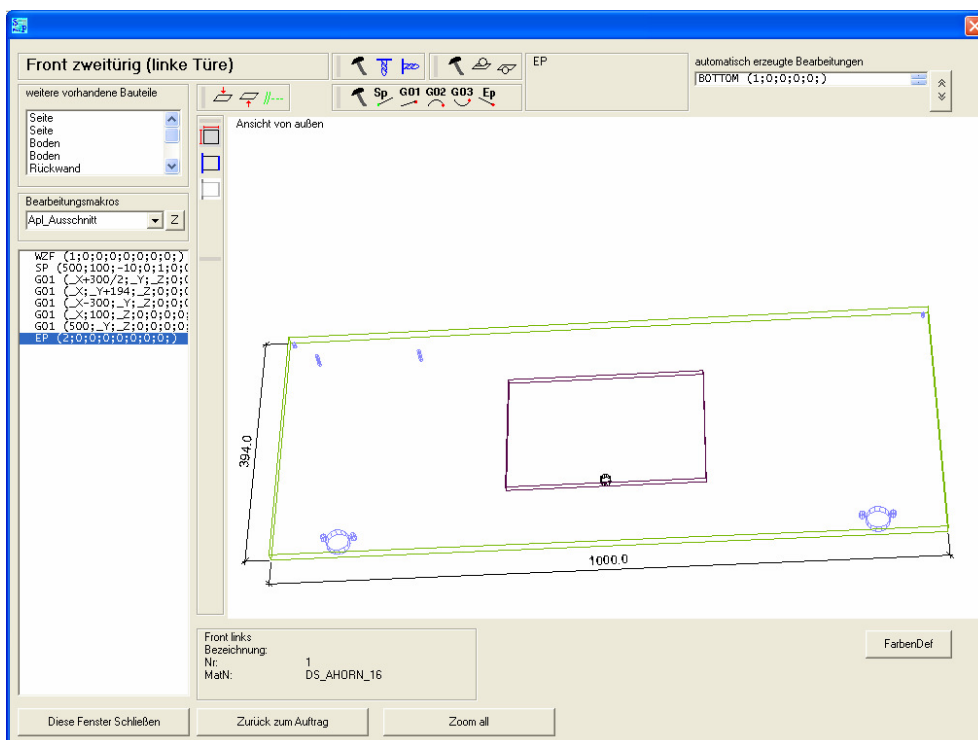 Front zweitürig (linke Türe)
EP
automatisch erzeugte Bearbeitungen
BOTTOM (1;0;0;0;0;)
weitere vorhandene Bauteile
Seite
Seite
Boden
Boden
Rückwand
Sp G01 G02 G03 Ep
Ansicht von außen
Bearbeitungsmakros
Apl_Ausschnitt
Z
WZF (1;0;0;0;0;0;0;0;)
SP (500;100;-10;0;1;0;(
G01 (_X+300/2;_Y;_Z;0;(
G01 (_X;_Y+194;_Z;0;0;(
G01 (_X-300;_Y;_Z;0;0;(
G01 (_X;100;_Z;0;0;0;0;
G01 (500;_Y;_Z;0;0;0;0;
EP (2;0;0;0;0;0;0;0;)
394.0
1000.0
Front links
Bezeichnung:
Nr: 1
MatN: DS_AHORN_16
FarbenDef
Diese Fenster Schließen
Zurück zum Auftrag
Zoom all